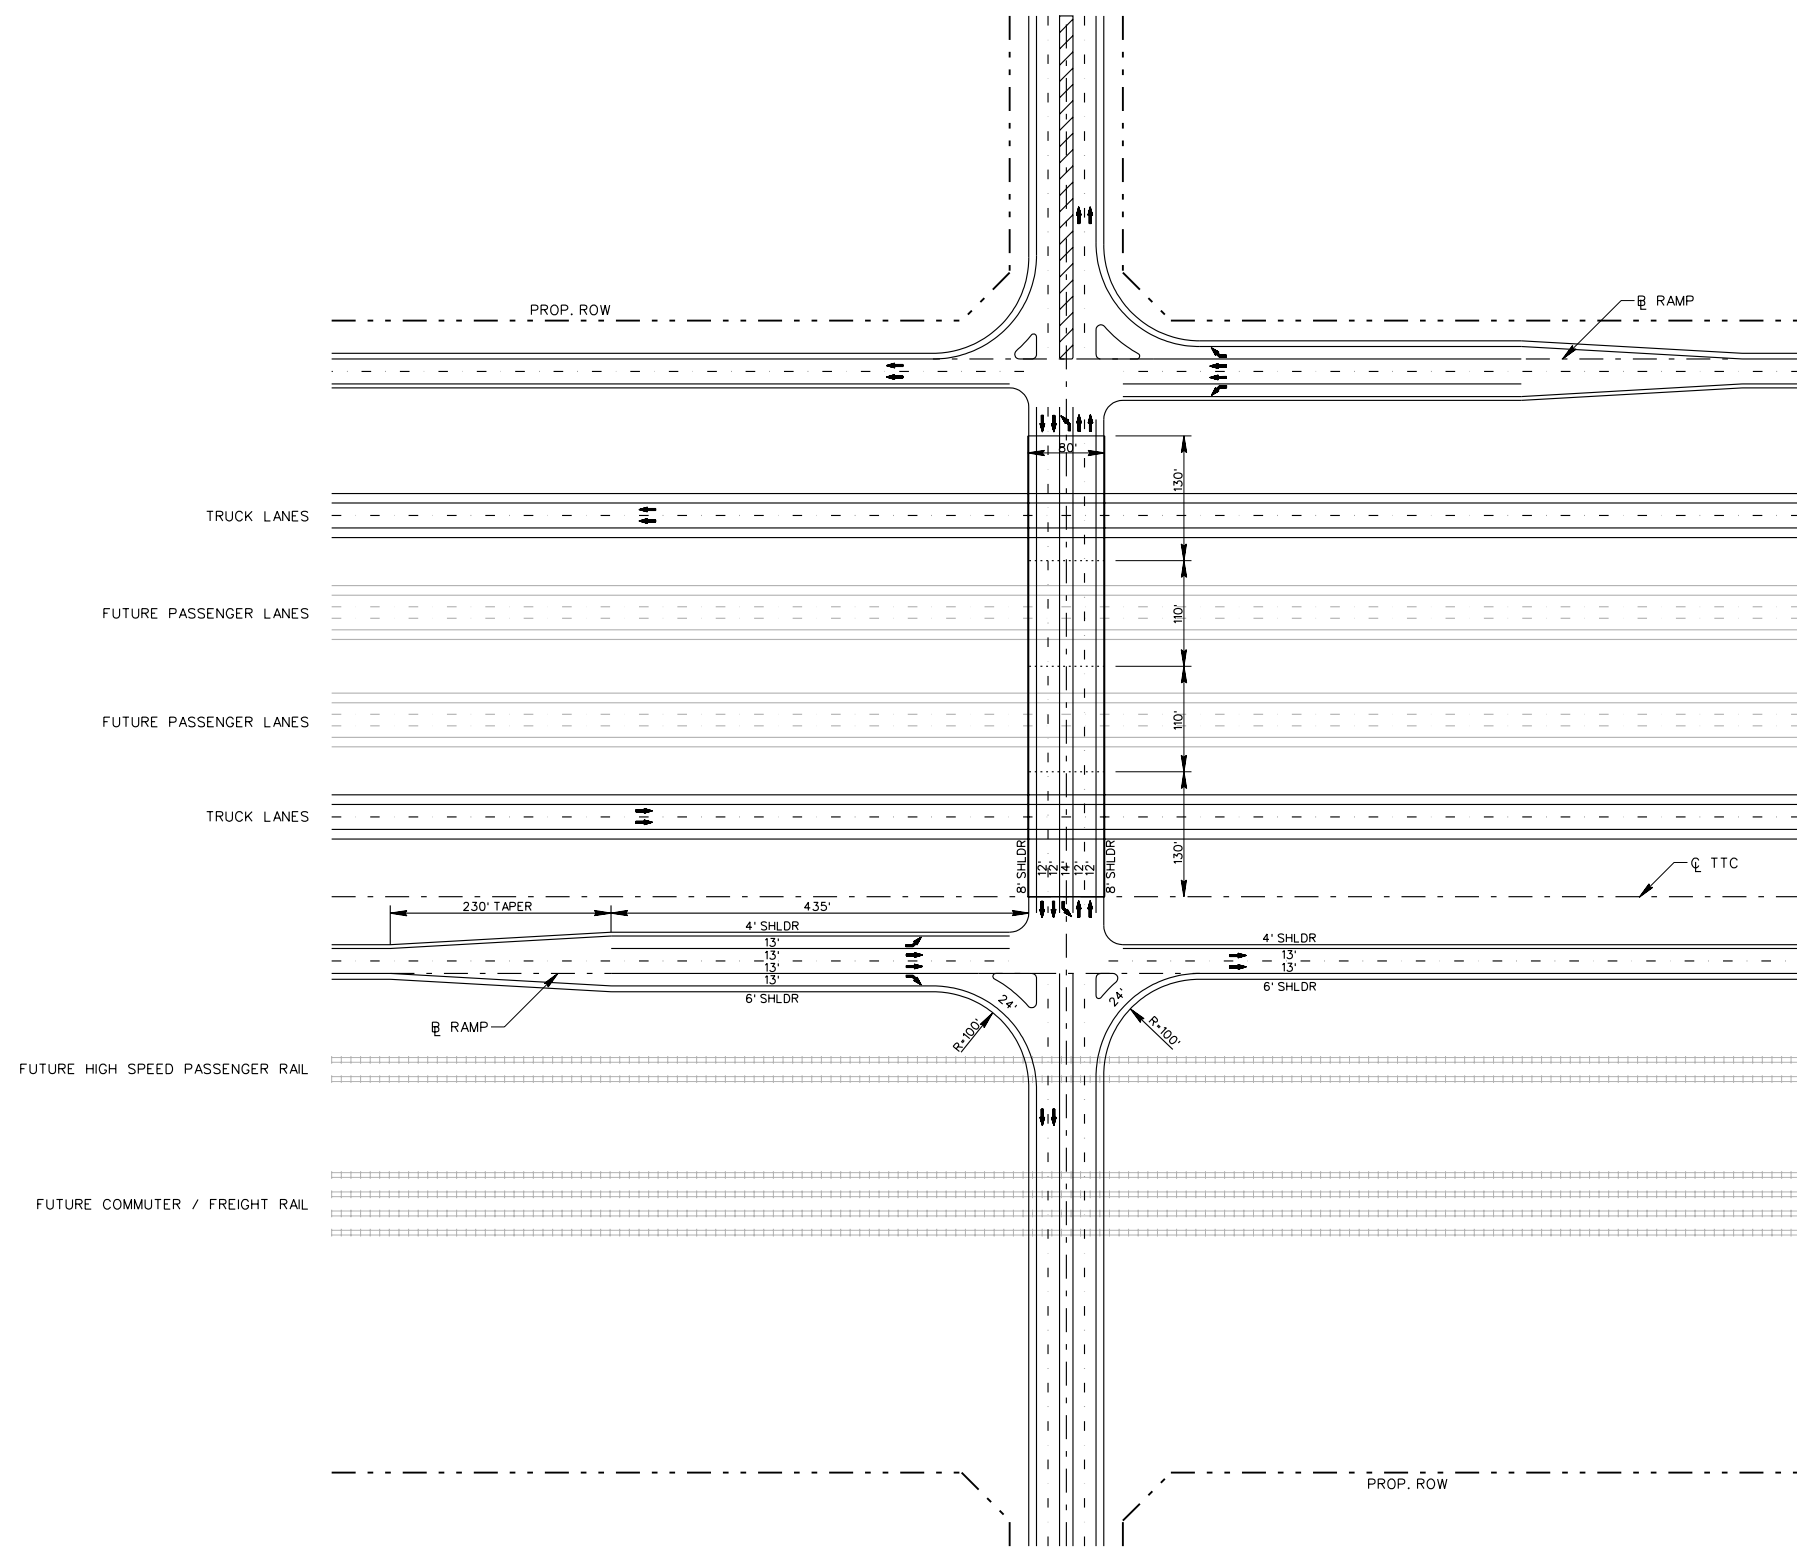 PROP. ROW
BL RAMP
80'
130'
TRUCK LANES
110'
FUTURE PASSENGER LANES
110'
FUTURE PASSENGER LANES
TRUCK LANES
130'
8' SHLDR
12'
12'
14'
12'
12'
8' SHLDR
CL TTC
230' TAPER
435'
4' SHLDR
13'
13'
13'
13'
6' SHLDR
4' SHLDR
13'
13'
6' SHLDR
24'
24'
R=100'
R=100'
BL RAMP
FUTURE HIGH SPEED PASSENGER RAIL
FUTURE COMMUTER / FREIGHT RAIL
PROP. ROW